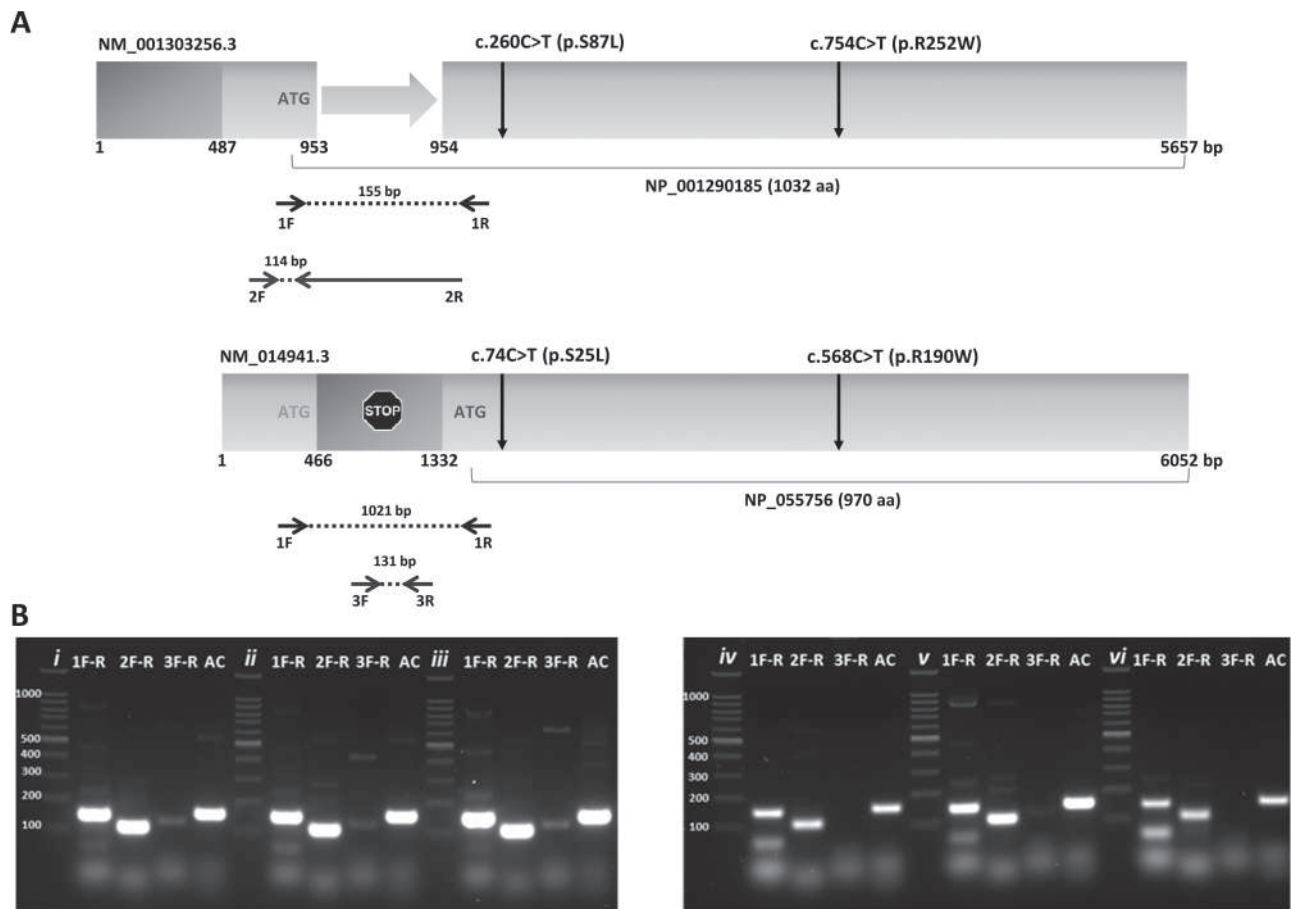 A
NM_001303256.3
c.260C>T (p.S87L)
c.754C>T (p.R252W)
ATG
1
487
953
954
5657 bp
NP_001290185 (1032 aa)
155 bp
1F
1R
114 bp
2F
2R
NM_014941.3
c.74C>T (p.S25L)
c.568C>T (p.R190W)
ATG
STOP
ATG
1
466
1332
6052 bp
NP_055756 (970 aa)
1021 bp
1F
1R
131 bp
3F
3R
B
i 1F-R 2F-R 3F-R AC ii 1F-R 2F-R 3F-R AC iii 1F-R 2F-R 3F-R AC
1000
500
400
300
200
100
iv 1F-R 2F-R 3F-R AC v 1F-R 2F-R 3F-R AC vi 1F-R 2F-R 3F-R AC
1000
500
400
300
200
100